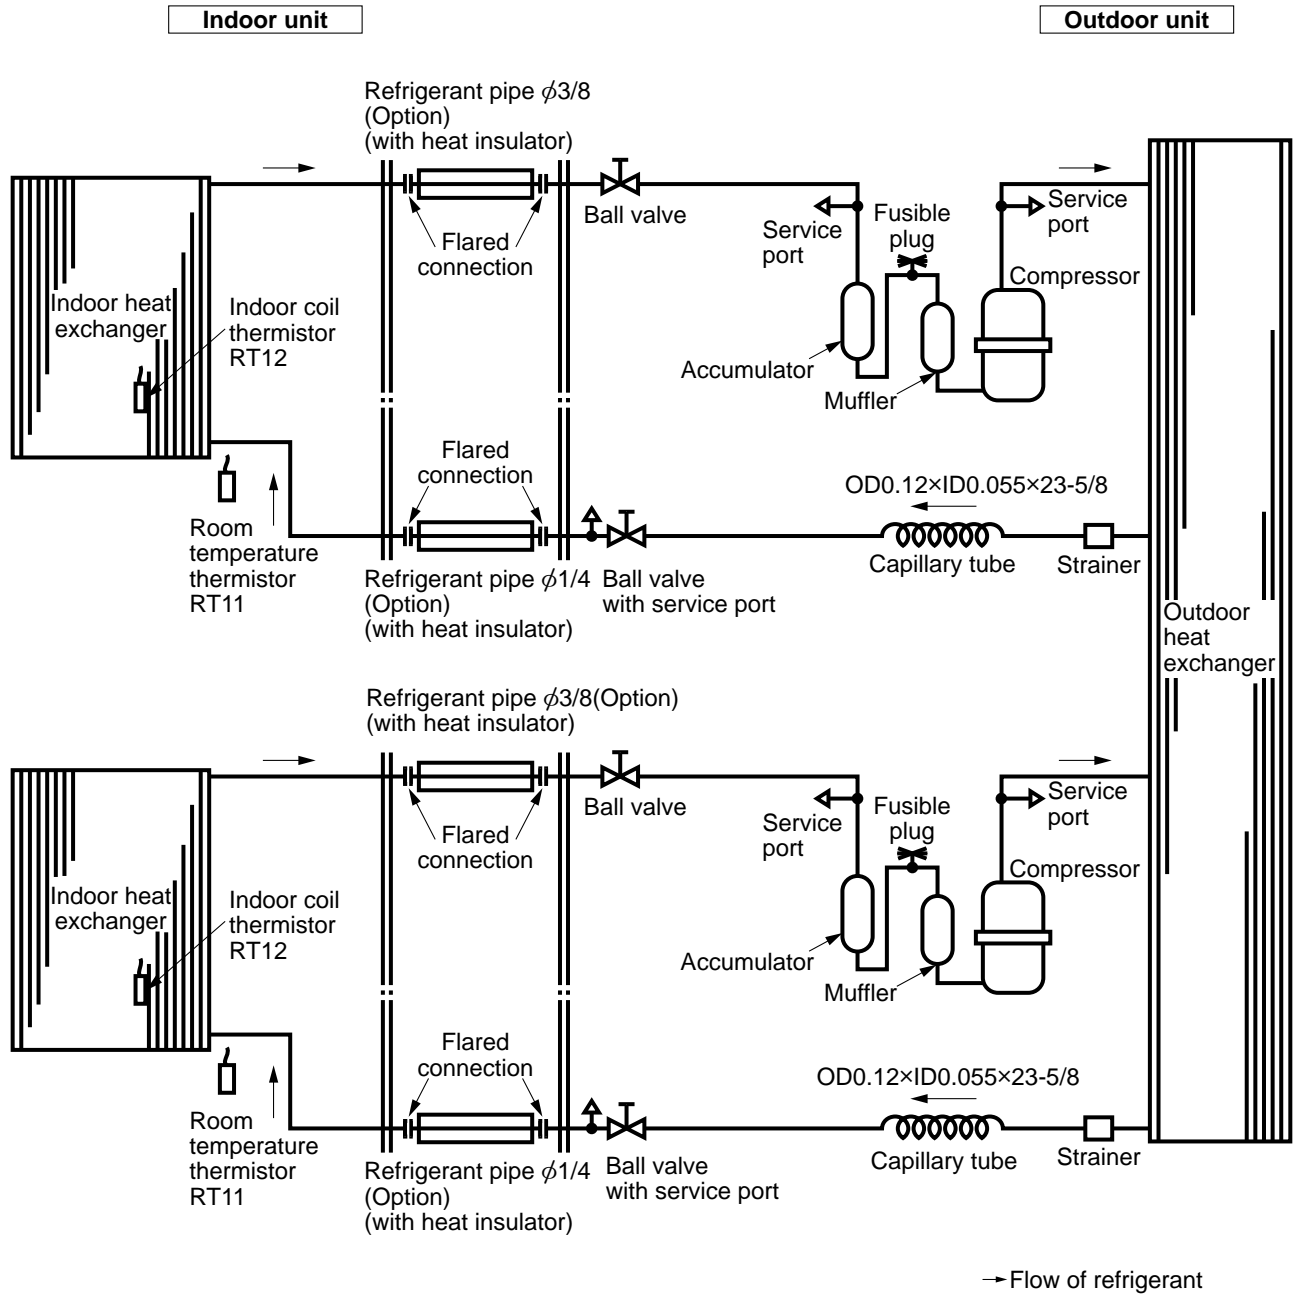 Indoor unit
Outdoor unit
Refrigerant pipe ϕ3/8
(Option)
(with heat insulator)
Ball valve
Flared
connection
Service
port
Fusible
plug
Service
port
Compressor
Indoor heat
exchanger
Indoor coil
thermistor
RT12
Accumulator
Muffler
Flared
connection
OD0.12×ID0.055×23-5/8
Room
temperature
thermistor
RT11
Refrigerant pipe ϕ1/4
(Option)
(with heat insulator)
Ball valve
with service port
Capillary tube
Strainer
Outdoor
heat
exchanger
Refrigerant pipe ϕ3/8(Option)
(with heat insulator)
Ball valve
Flared
connection
Service
port
Fusible
plug
Service
port
Compressor
Indoor heat
exchanger
Indoor coil
thermistor
RT12
Accumulator
Muffler
Flared
connection
OD0.12×ID0.055×23-5/8
Room
temperature
thermistor
RT11
Refrigerant pipe ϕ1/4
(Option)
(with heat insulator)
Ball valve
with service port
Capillary tube
Strainer
Flow of refrigerant